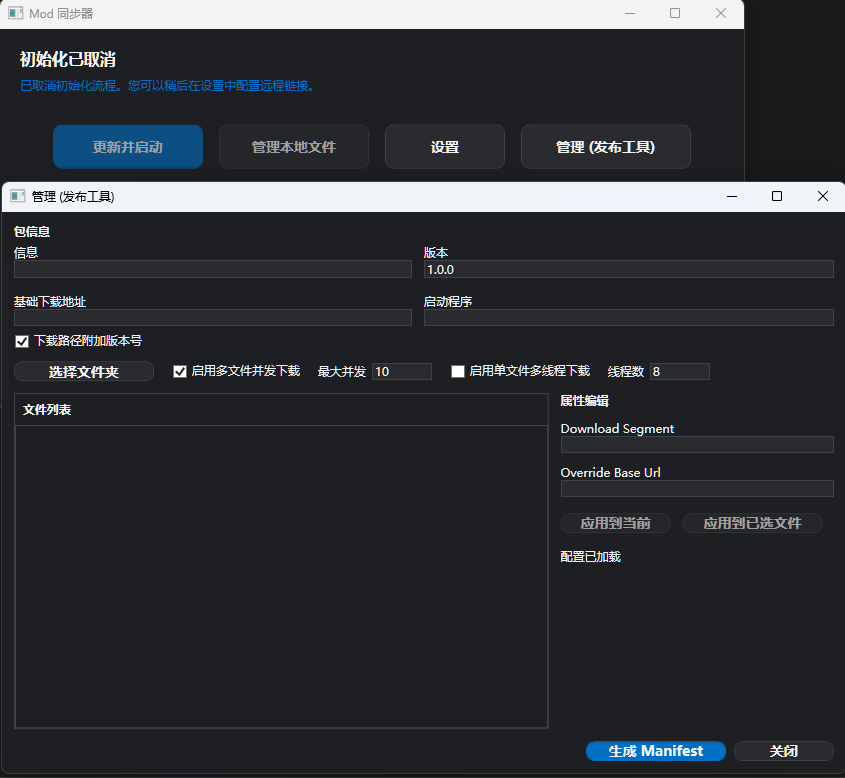 Mod 同步器
初始化已取消
已取消初始化流程。您可以稍后在设置中配置远程链接。
更新并启动 管理本地文件 设置 管理 (发布工具)
管理 (发布工具)
包信息
信息 版本
1.0.0
基础下载地址 启动程序
下载路径附加版本号
选择文件夹 启用多文件并发下载 最大并发 10 启用单文件多线程下载 线程数 8
文件列表
属性编辑
Download Segment
Override Base Url
应用到当前 应用到已选文件
配置已加载
生成 Manifest 关闭